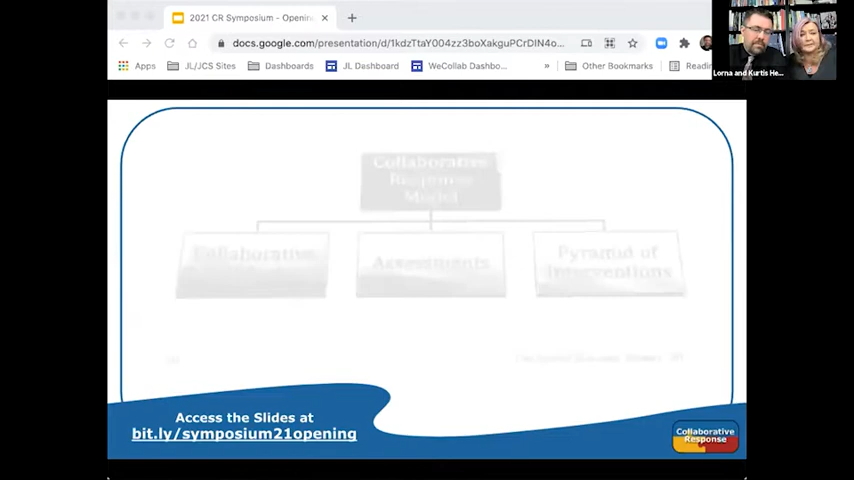 2021 CR Symposium - Openin
docs.google.com/presentation/d/1kdzTtaY004zz3boXakguPCrDIN4o...
Apps
JL/JCS Sites
Dashboards
JL Dashboard
WeCollab Dashbo...
»
Other Bookmarks
Readin
Lorna and Kurtis He...
Collaborative
Response
Model
Collaborative
Assessments
Pyramid of
Interventions
Access the Slides at
bit.ly/symposium21opening
Collaborative
Response